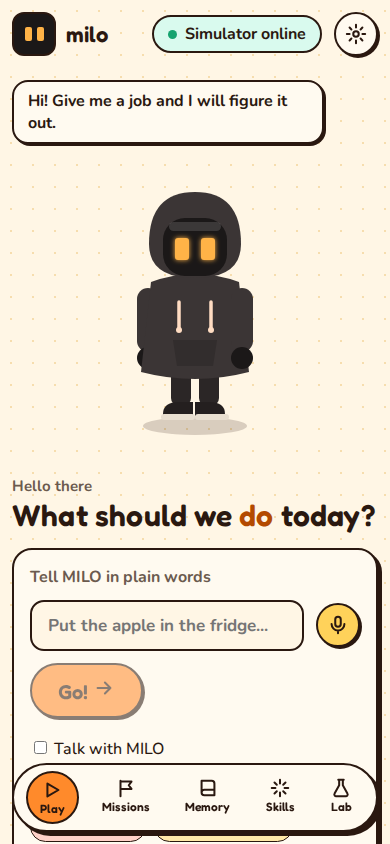 milo
Simulator online
Hi! Give me a job and I will figure it
out.
Hello there
What should we do today?
Tell MILO in plain words
Put the apple in the fridge...
Go!
Talk with MILO
Play
Missions
Memory
Skills
Lab